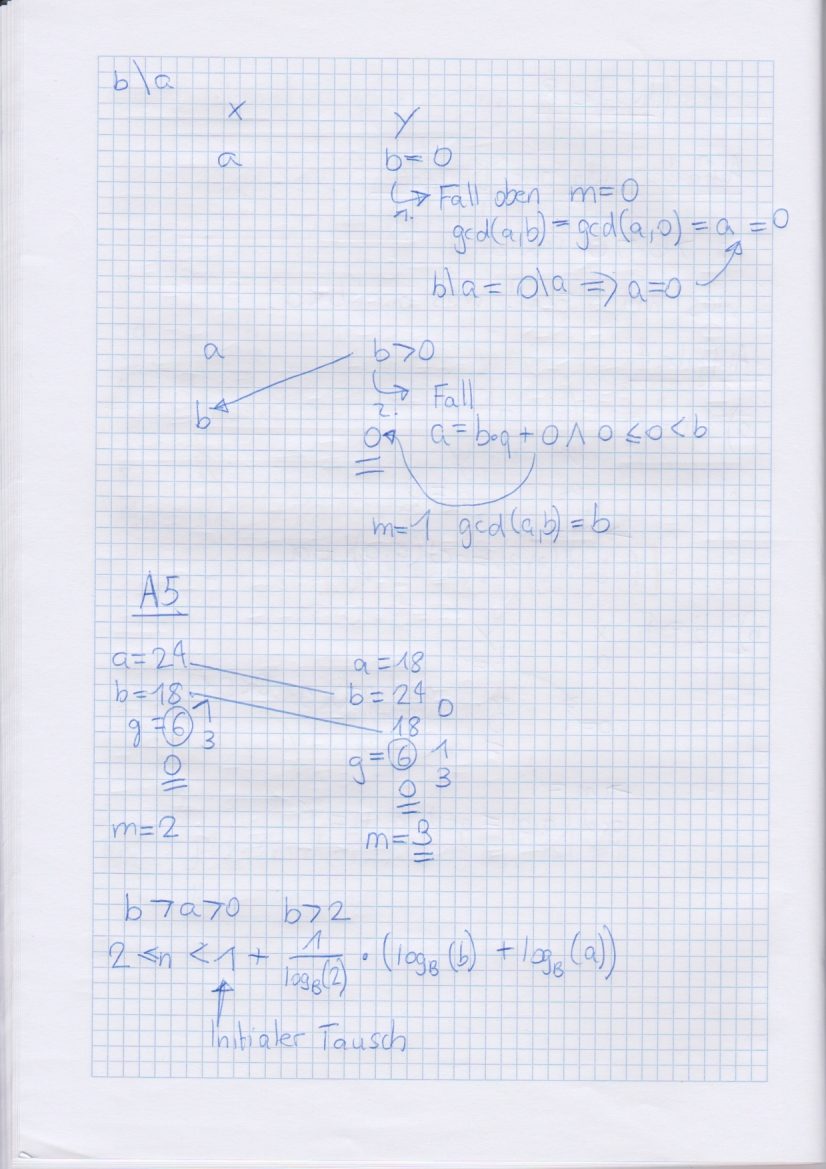 b\a
x y
a b=0
1. Fall oben m=0
gcd(a,b) = gcd(a,0) = a = 0
b\a = 0\a ⇒ a=0
a b>0
2. Fall
b
0 a = b•q + 0 ∧ 0 ≤ 0 < b
m=1 gcd(a,b) = b
A5
a=24 a=18
b=18 1 b=24 0
18
g=6 3 g=6 1
0 3
0
m=2 m=3
b>a>0 b>2
2 ≤ n < 1 + 1/log_B(2) • (log_B(b) + log_B(a))
Initialer Tausch